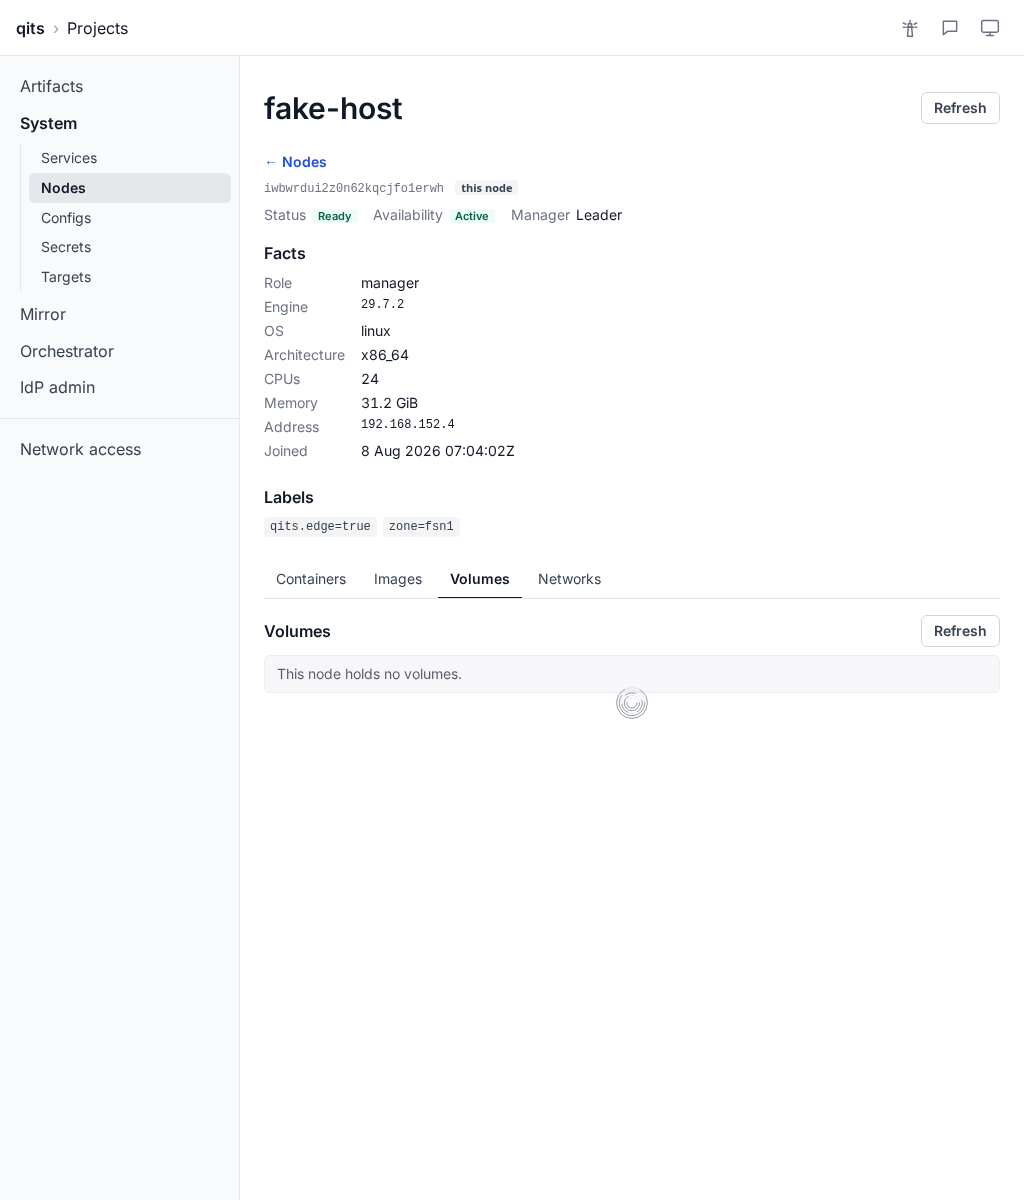 qits › Projects
Artifacts
System
Services
Nodes
Configs
Secrets
Targets
Mirror
Orchestrator
IdP admin
Network access
fake-host
Refresh
← Nodes
iwbwrdui2z0n62kqcjfo1erwh this node
Status Ready Availability Active Manager Leader
Facts
Role manager
Engine 29.7.2
OS linux
Architecture x86_64
CPUs 24
Memory 31.2 GiB
Address 192.168.152.4
Joined 8 Aug 2026 07:04:02Z
Labels
qits.edge=true zone=fsn1
Containers Images Volumes Networks
Volumes Refresh
This node holds no volumes.